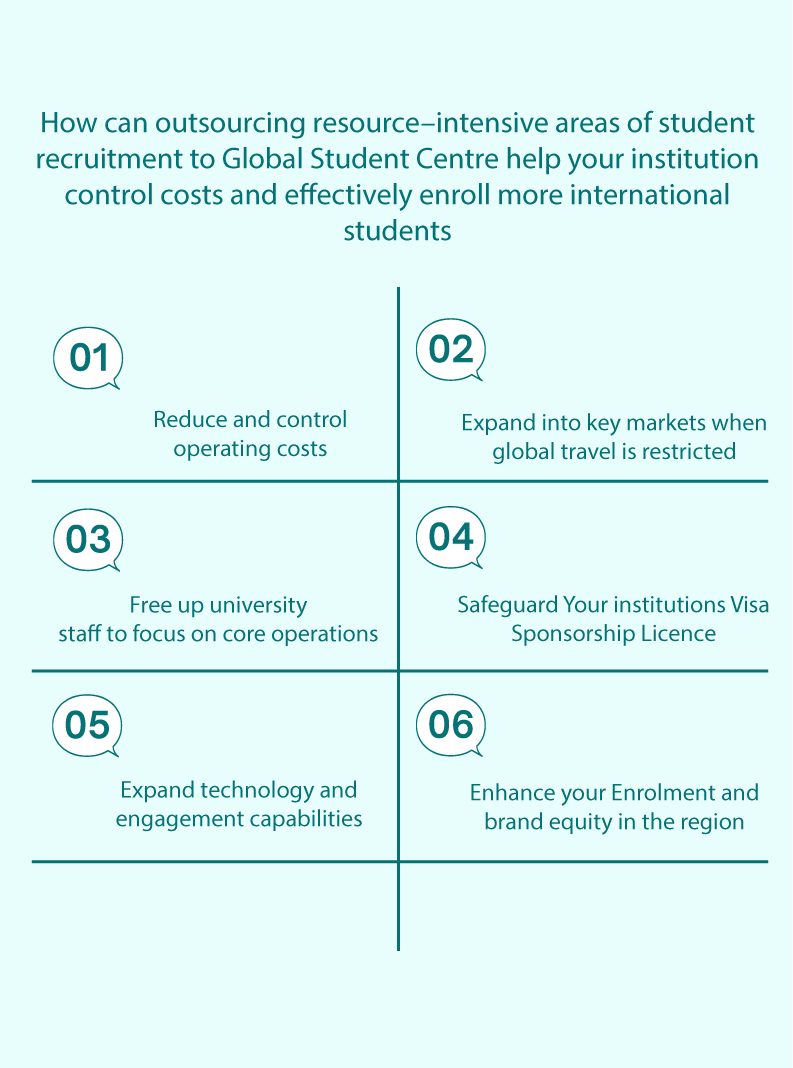 How can outsourcing resource–intensive areas of student
recruitment to Global Student Centre help your institution
control costs and effectively enroll more international
students
01
Reduce and control
operating costs
02
Expand into key markets when
global travel is restricted
03
Free up university
staff to focus on core operations
04
Safeguard Your institutions Visa
Sponsorship Licence
05
Expand technology and
engagement capabilities
06
Enhance your Enrolment and
brand equity in the region